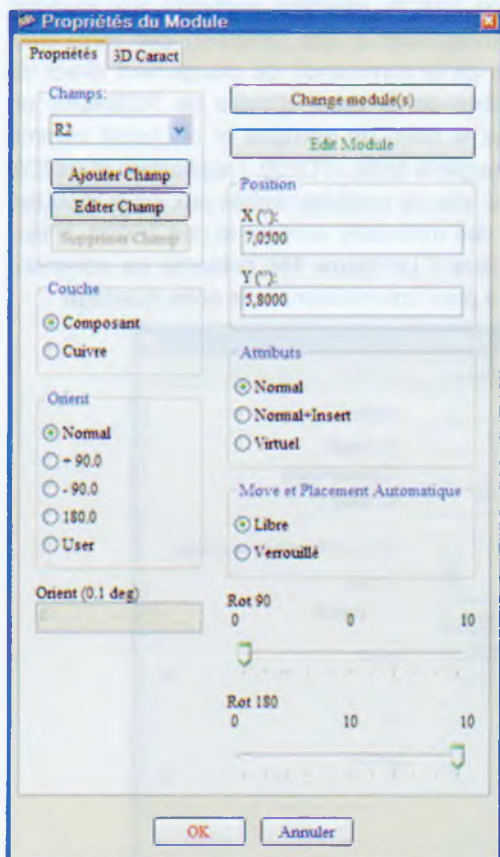 Propriétés du Module
Propriétés
3D Caract
Champs:
R2
Ajouter Champ
Editer Champ
Supprimer Champ
Couche
Composant
Cuivre
Orient
Normal
+ 90.0
- 90.0
180.0
User
Orient (0.1 deg)
Change module(s)
Edit Module
Position
X ("):
7,0500
Y ("):
5,8000
Attributs
Normal
Normal+Insert
Virtuel
Move et Placement Automatique
Libre
Verrouillé
Rot 90
0 0 10
Rot 180
0 10 10
OK
Annuler